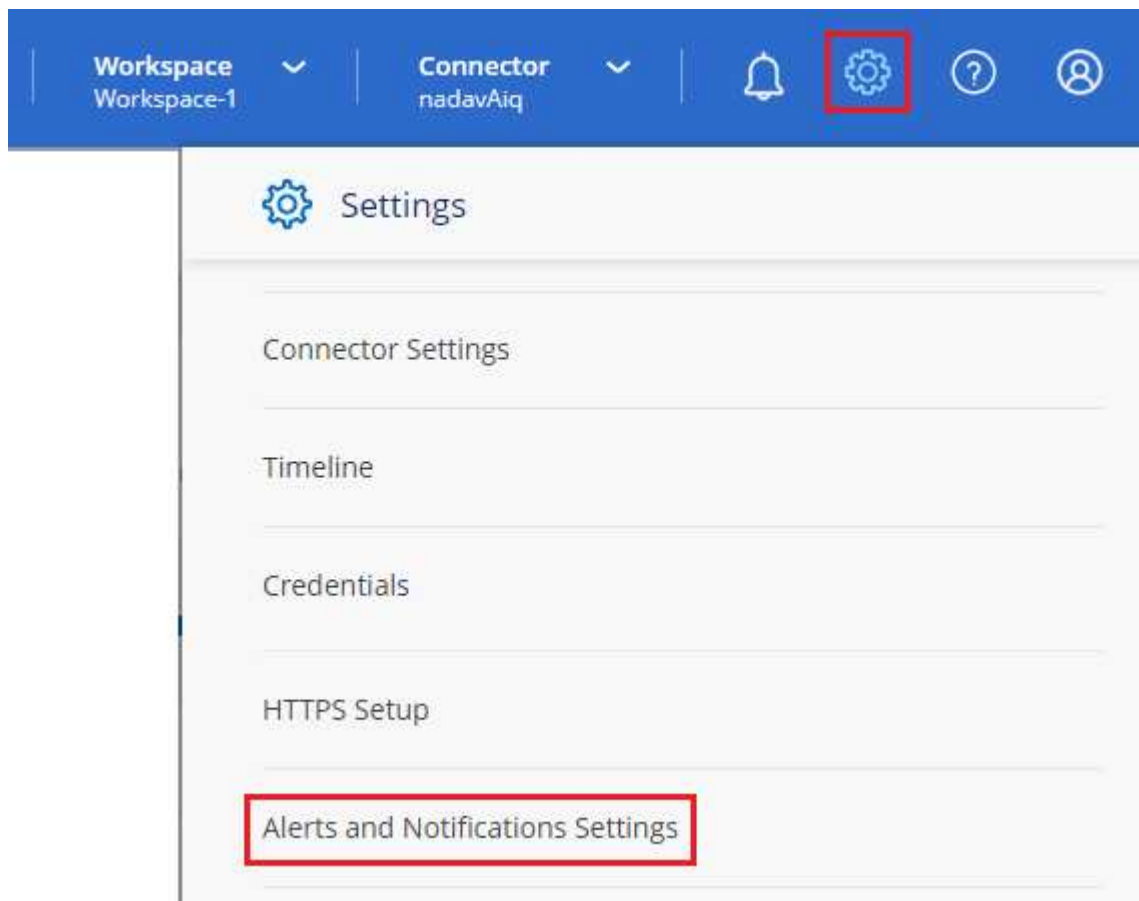 Workspace
Workspace-1
Connector
nadavAiq
Settings
Connector Settings
Timeline
Credentials
HTTPS Setup
Alerts and Notifications Settings